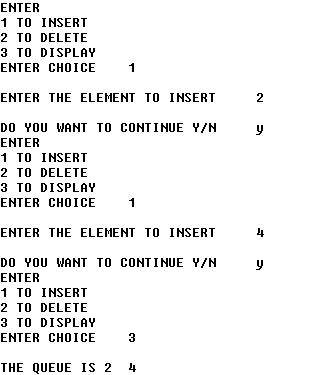 ENTER
1 TO INSERT
2 TO DELETE
3 TO DISPLAY
ENTER CHOICE 1
ENTER THE ELEMENT TO INSERT 2
DO YOU WANT TO CONTINUE Y/N y
ENTER
1 TO INSERT
2 TO DELETE
3 TO DISPLAY
ENTER CHOICE 1
ENTER THE ELEMENT TO INSERT 4
DO YOU WANT TO CONTINUE Y/N y
ENTER
1 TO INSERT
2 TO DELETE
3 TO DISPLAY
ENTER CHOICE 3
THE QUEUE IS 2 4